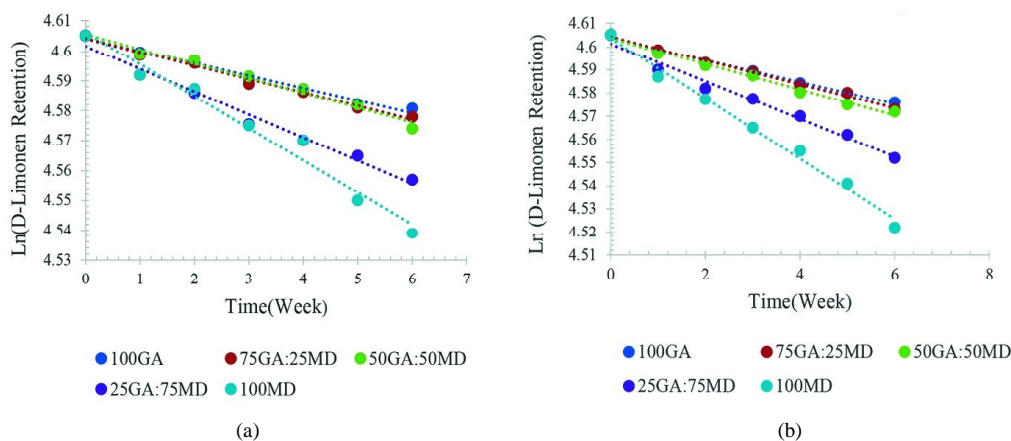 (a)
4.61
4.6
4.59
4.58
4.57
4.56
4.55
4.54
4.53
Ln(D-Limonen Retention)
0 1 2 3 4 5 6 7
Time(Week)
100GA 75GA:25MD 50GA:50MD
25GA:75MD 100MD
(a)
(b)
4.61
4.6
4.59
4.58
4.57
4.56
4.55
4.54
4.53
4.52
4.51
Lr (D-Limonen Retention)
0 2 4 6 8
Time(Week)
100GA 75GA:25MD 50GA:50MD
25GA:75MD 100MD
(b)